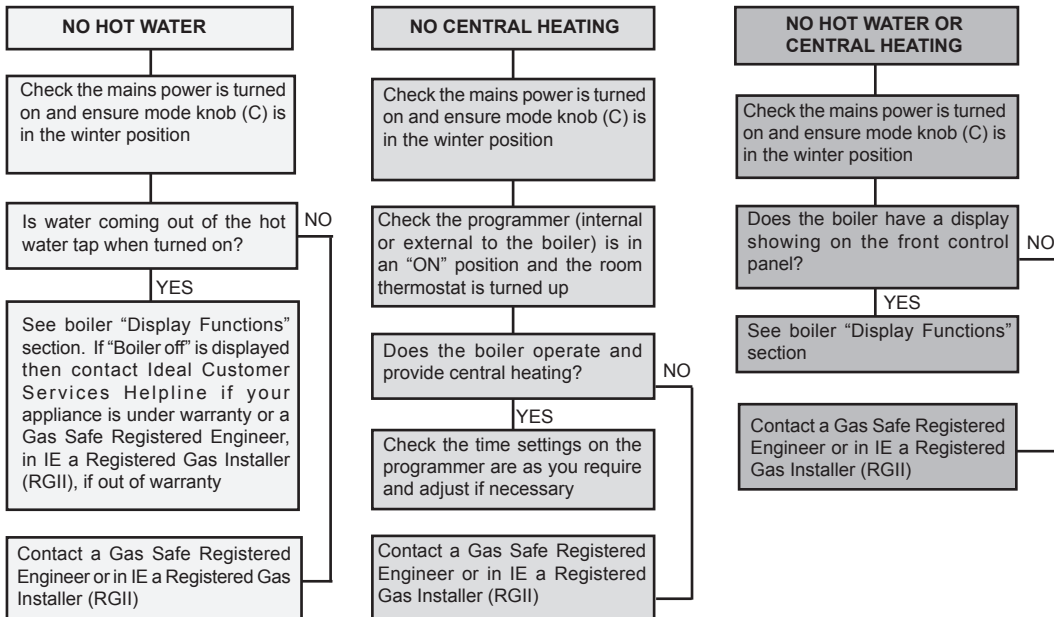 NO HOT WATER
Check the mains power is turned
on and ensure mode knob (C) is
in the winter position
Is water coming out of the hot
water tap when turned on?
NO
YES
See boiler “Display Functions”
section. If “Boiler off” is displayed
then contact Ideal Customer
Services Helpline if your
appliance is under warranty or a
Gas Safe Registered Engineer,
in IE a Registered Gas Installer
(RGII), if out of warranty
Contact a Gas Safe Registered
Engineer or in IE a Registered Gas
Installer (RGII)
NO CENTRAL HEATING
Check the mains power is turned
on and ensure mode knob (C) is
in the winter position
Check the programmer (internal
or external to the boiler) is in
an “ON” position and the room
thermostat is turned up
Does the boiler operate and
provide central heating?
NO
YES
Check the time settings on the
programmer are as you require
and adjust if necessary
Contact a Gas Safe Registered
Engineer or in IE a Registered
Gas Installer (RGII)
NO HOT WATER OR
CENTRAL HEATING
Check the mains power is turned
on and ensure mode knob (C) is
in the winter position
Does the boiler have a display
showing on the front control
panel?
NO
YES
See boiler “Display Functions”
section
Contact a Gas Safe Registered
Engineer or in IE a Registered
Gas Installer (RGII)